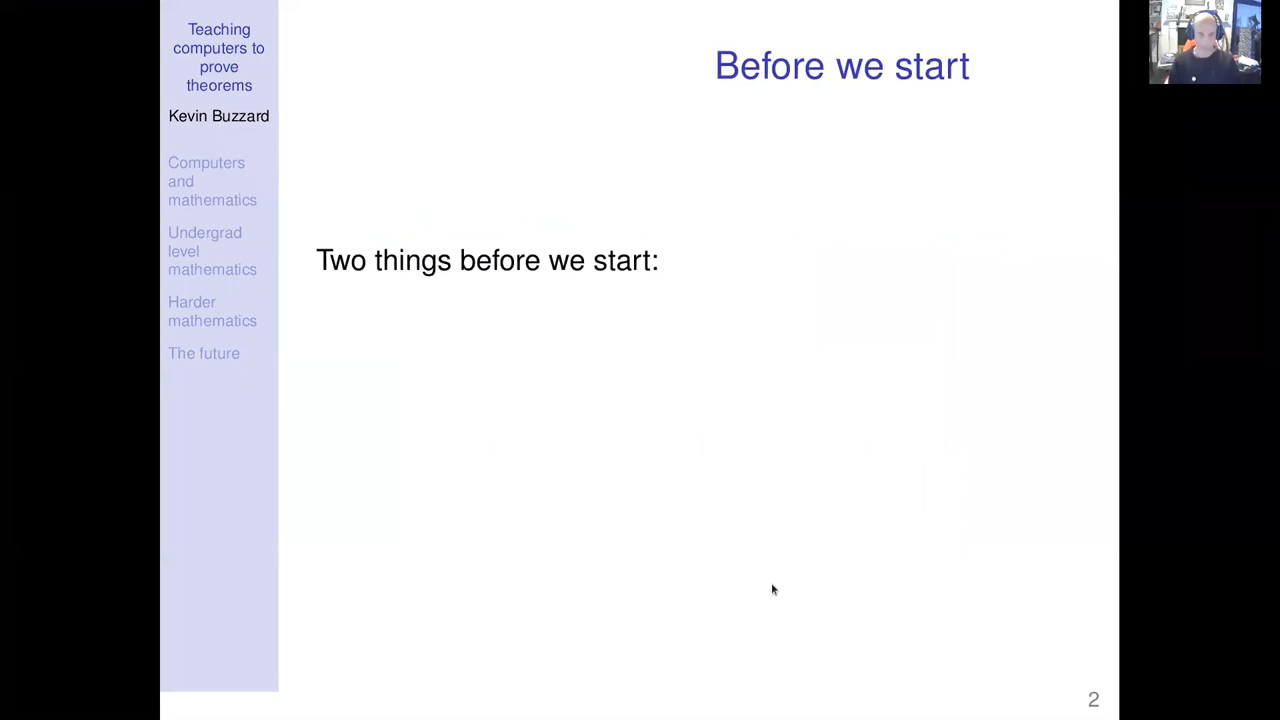 Teaching
computers to
prove
theorems
Kevin Buzzard
Computers
and
mathematics
Undergrad
level
mathematics
Harder
mathematics
The future
Before we start
Two things before we start:
2